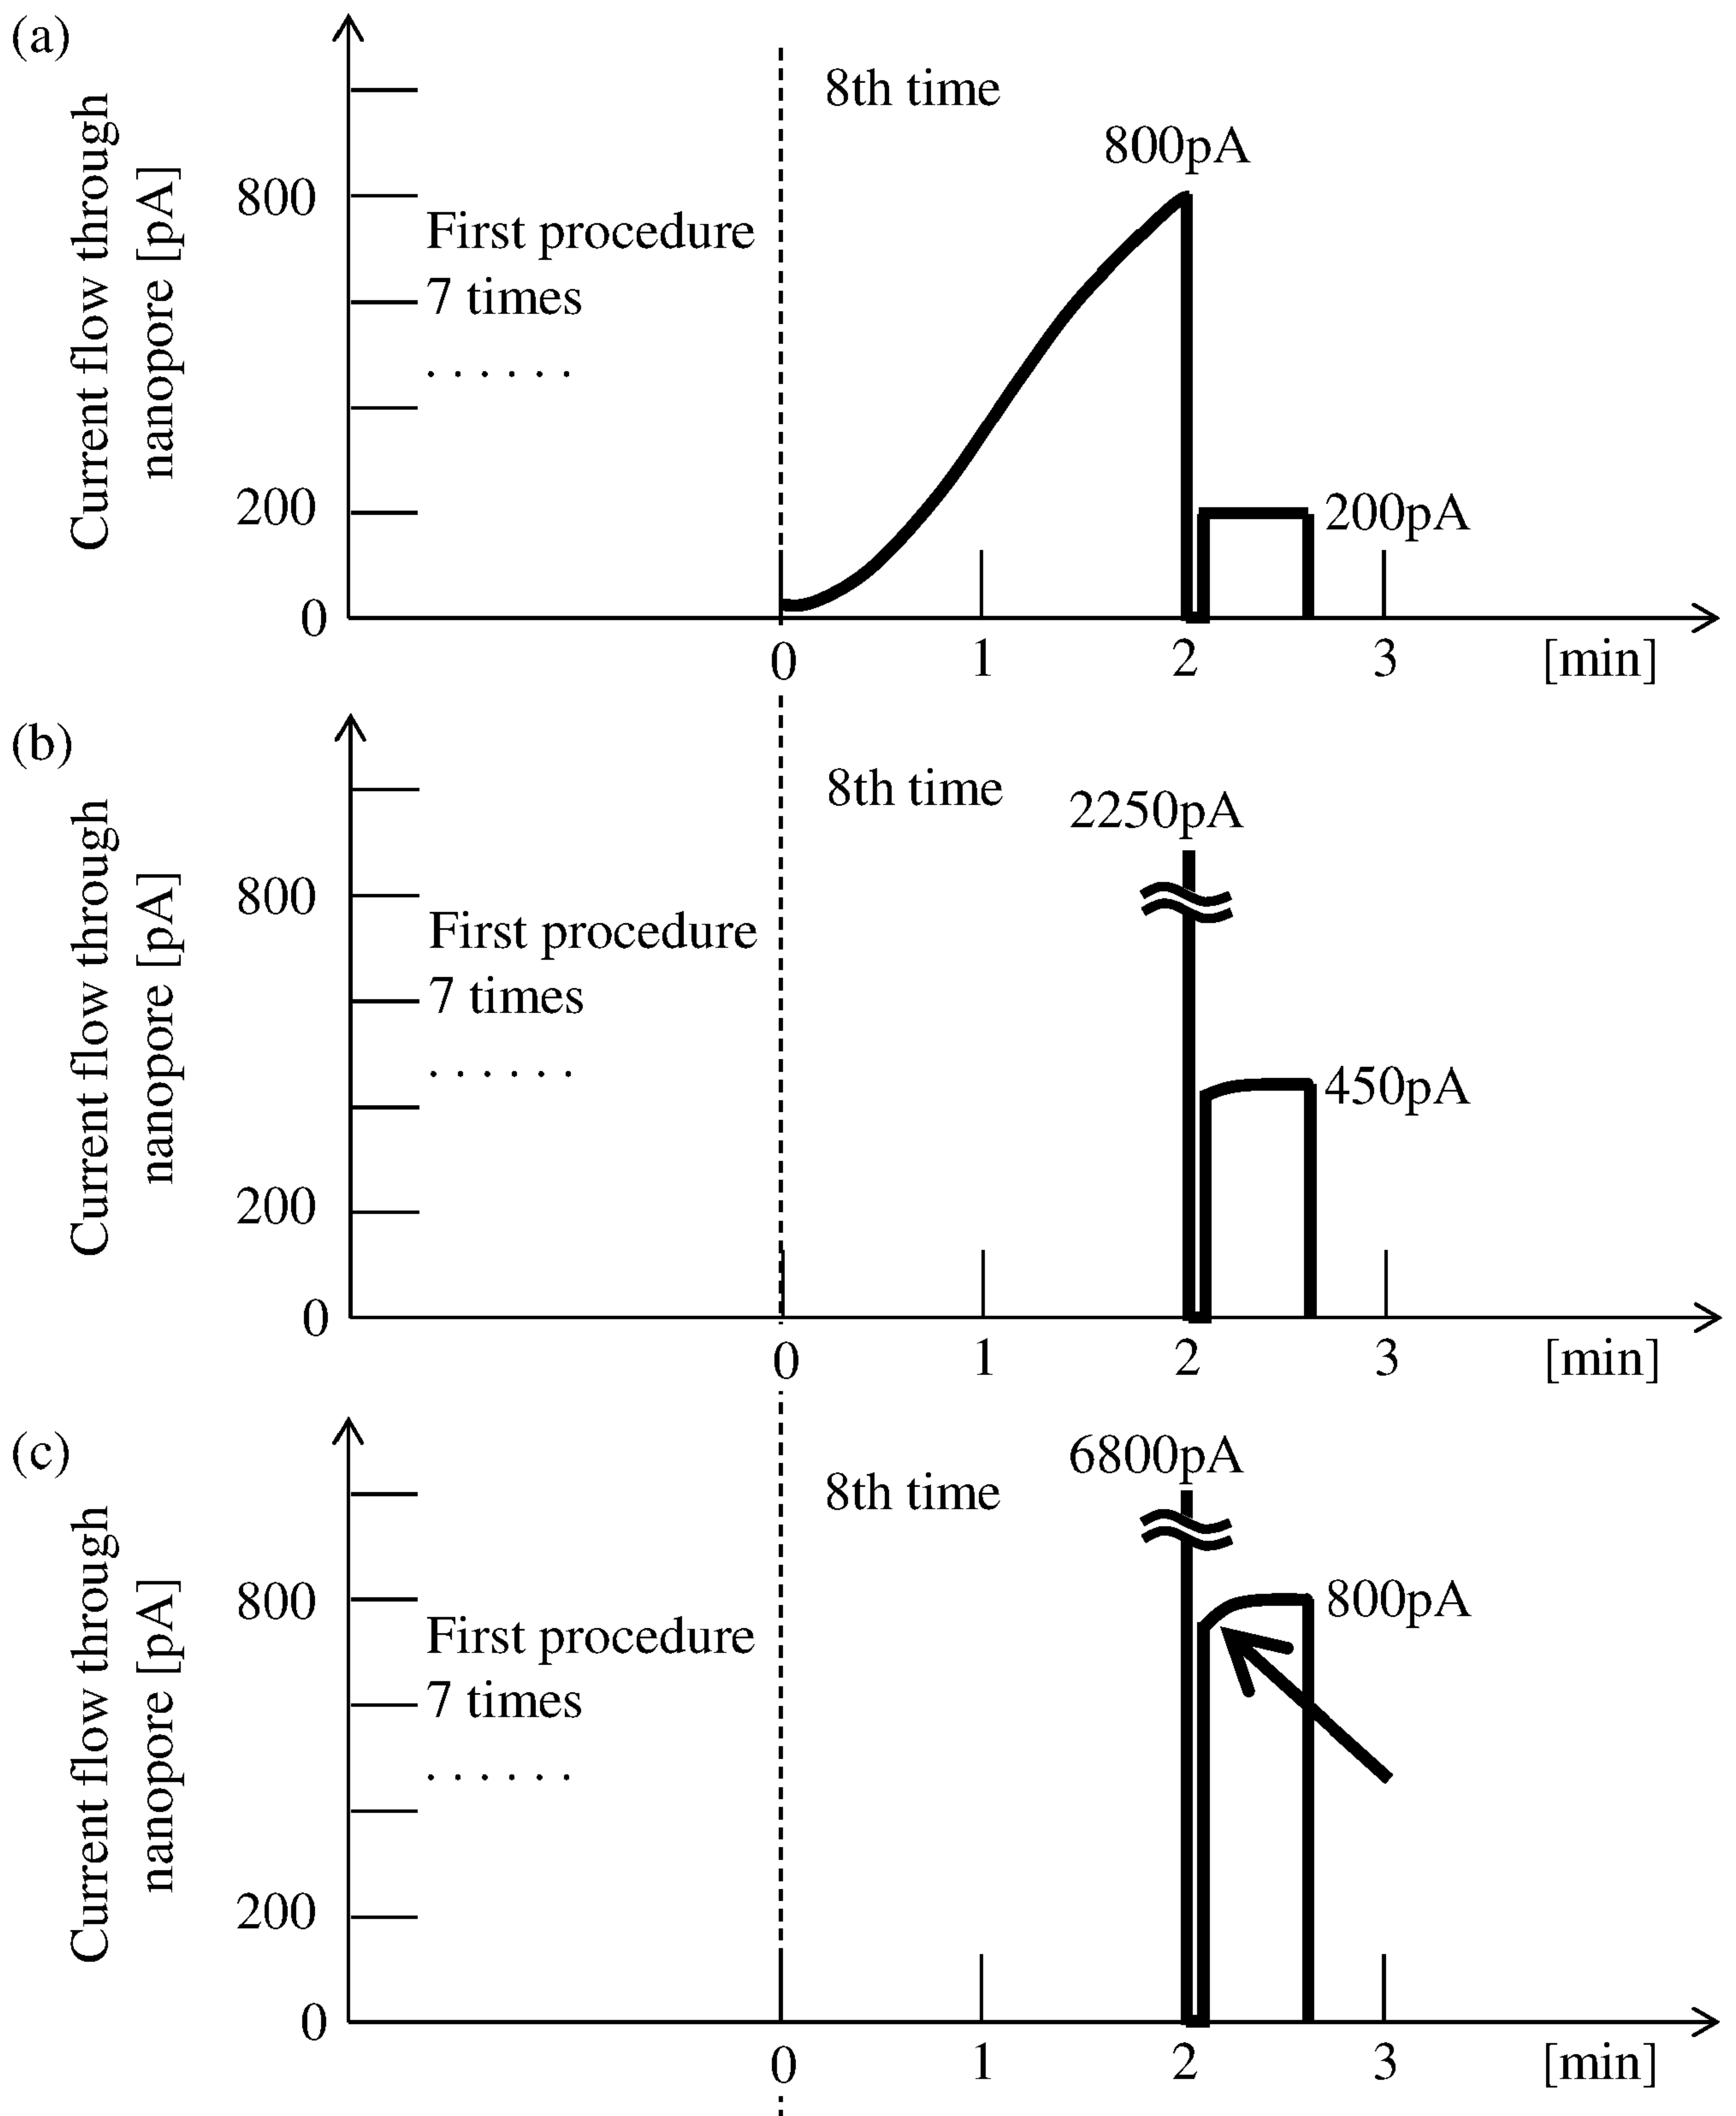 (a)
Current flow through
nanopore [pA]
8th time
800pA
800
First procedure
7 times
. . . . . .
200
200pA
0
0 1 2 3 [min]
(b)
Current flow through
nanopore [pA]
8th time
2250pA
800
First procedure
7 times
. . . . . .
450pA
200
0
0 1 2 3 [min]
(c)
Current flow through
nanopore [pA]
6800pA
8th time
800
800pA
First procedure
7 times
. . . . . .
200
0
0 1 2 3 [min]